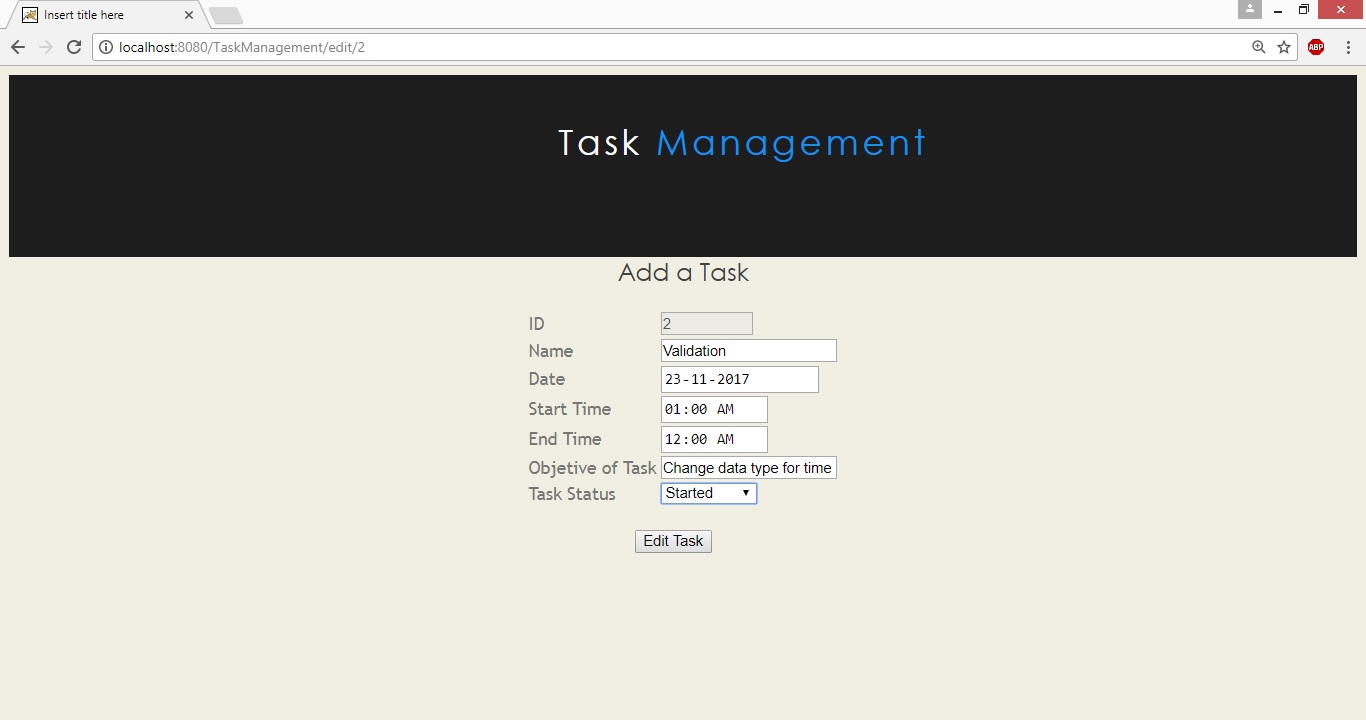 Insert title here
localhost:8080/TaskManagement/edit/2
ABP
Task Management
Add a Task
ID 2
Name Validation
Date 23-11-2017
Start Time 01:00 AM
End Time 12:00 AM
Objetive of Task Change data type for time
Task Status Started
Edit Task